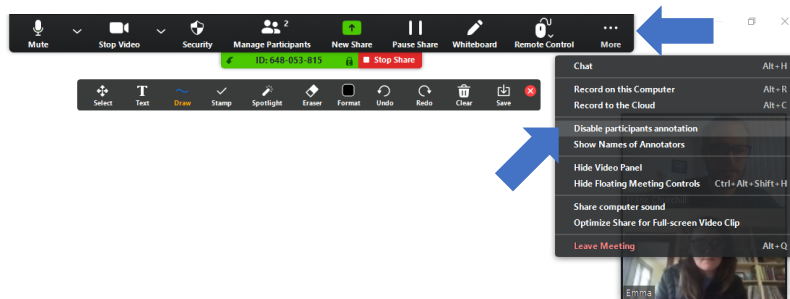 2
Mute Stop Video Security Manage Participants New Share Pause Share Whiteboard Remote Control More
ID: 648-053-815 Stop Share
Select Text Draw Stamp Spotlight Eraser Format Undo Redo Clear Save
Chat Alt+H
Record on this Computer Alt+R
Record to the Cloud Alt+C
Disable participants annotation
Show Names of Annotators
Hide Video Panel
Hide Floating Meeting Controls Ctrl+Alt+Shift+H
Share computer sound
Optimize Share for Full-screen Video Clip
Leave Meeting Alt+Q
Emma